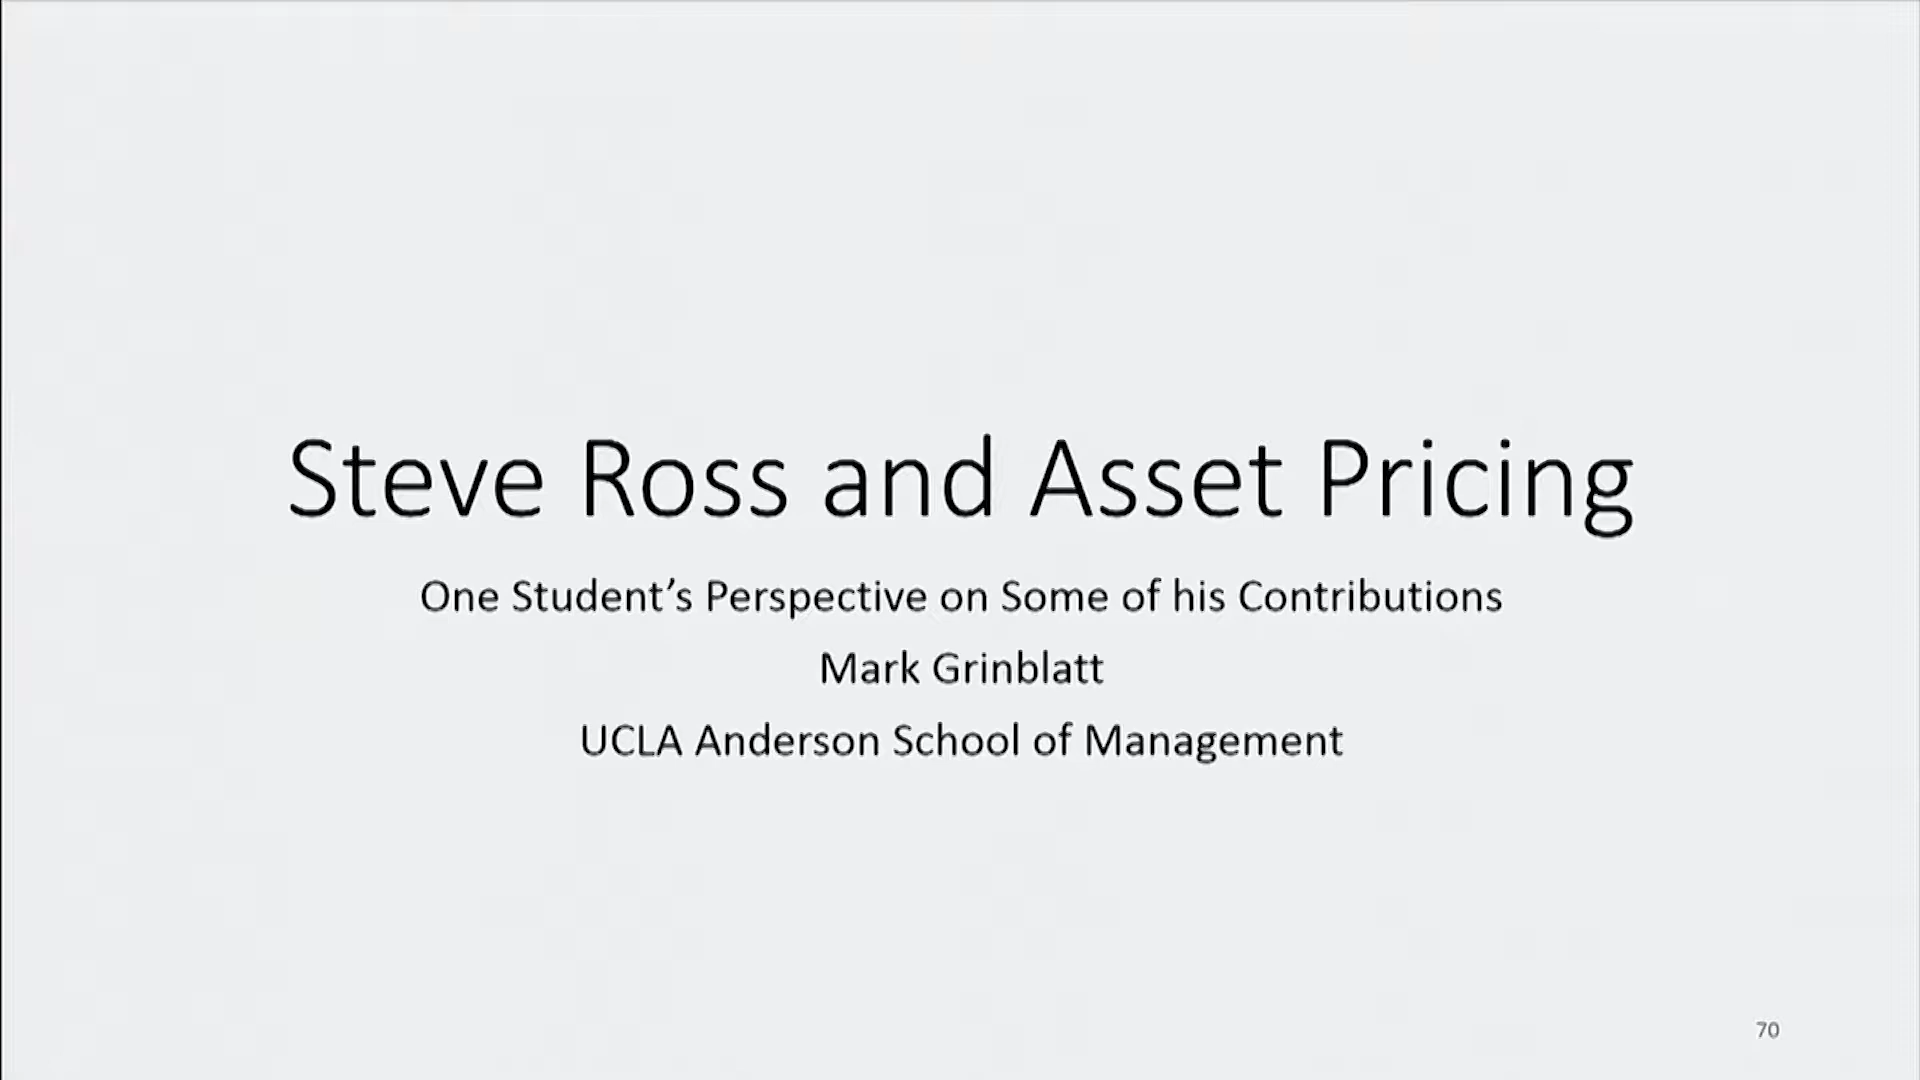 Steve Ross and Asset Pricing
One Student’s Perspective on Some of his Contributions
Mark Grinblatt
UCLA Anderson School of Management
70